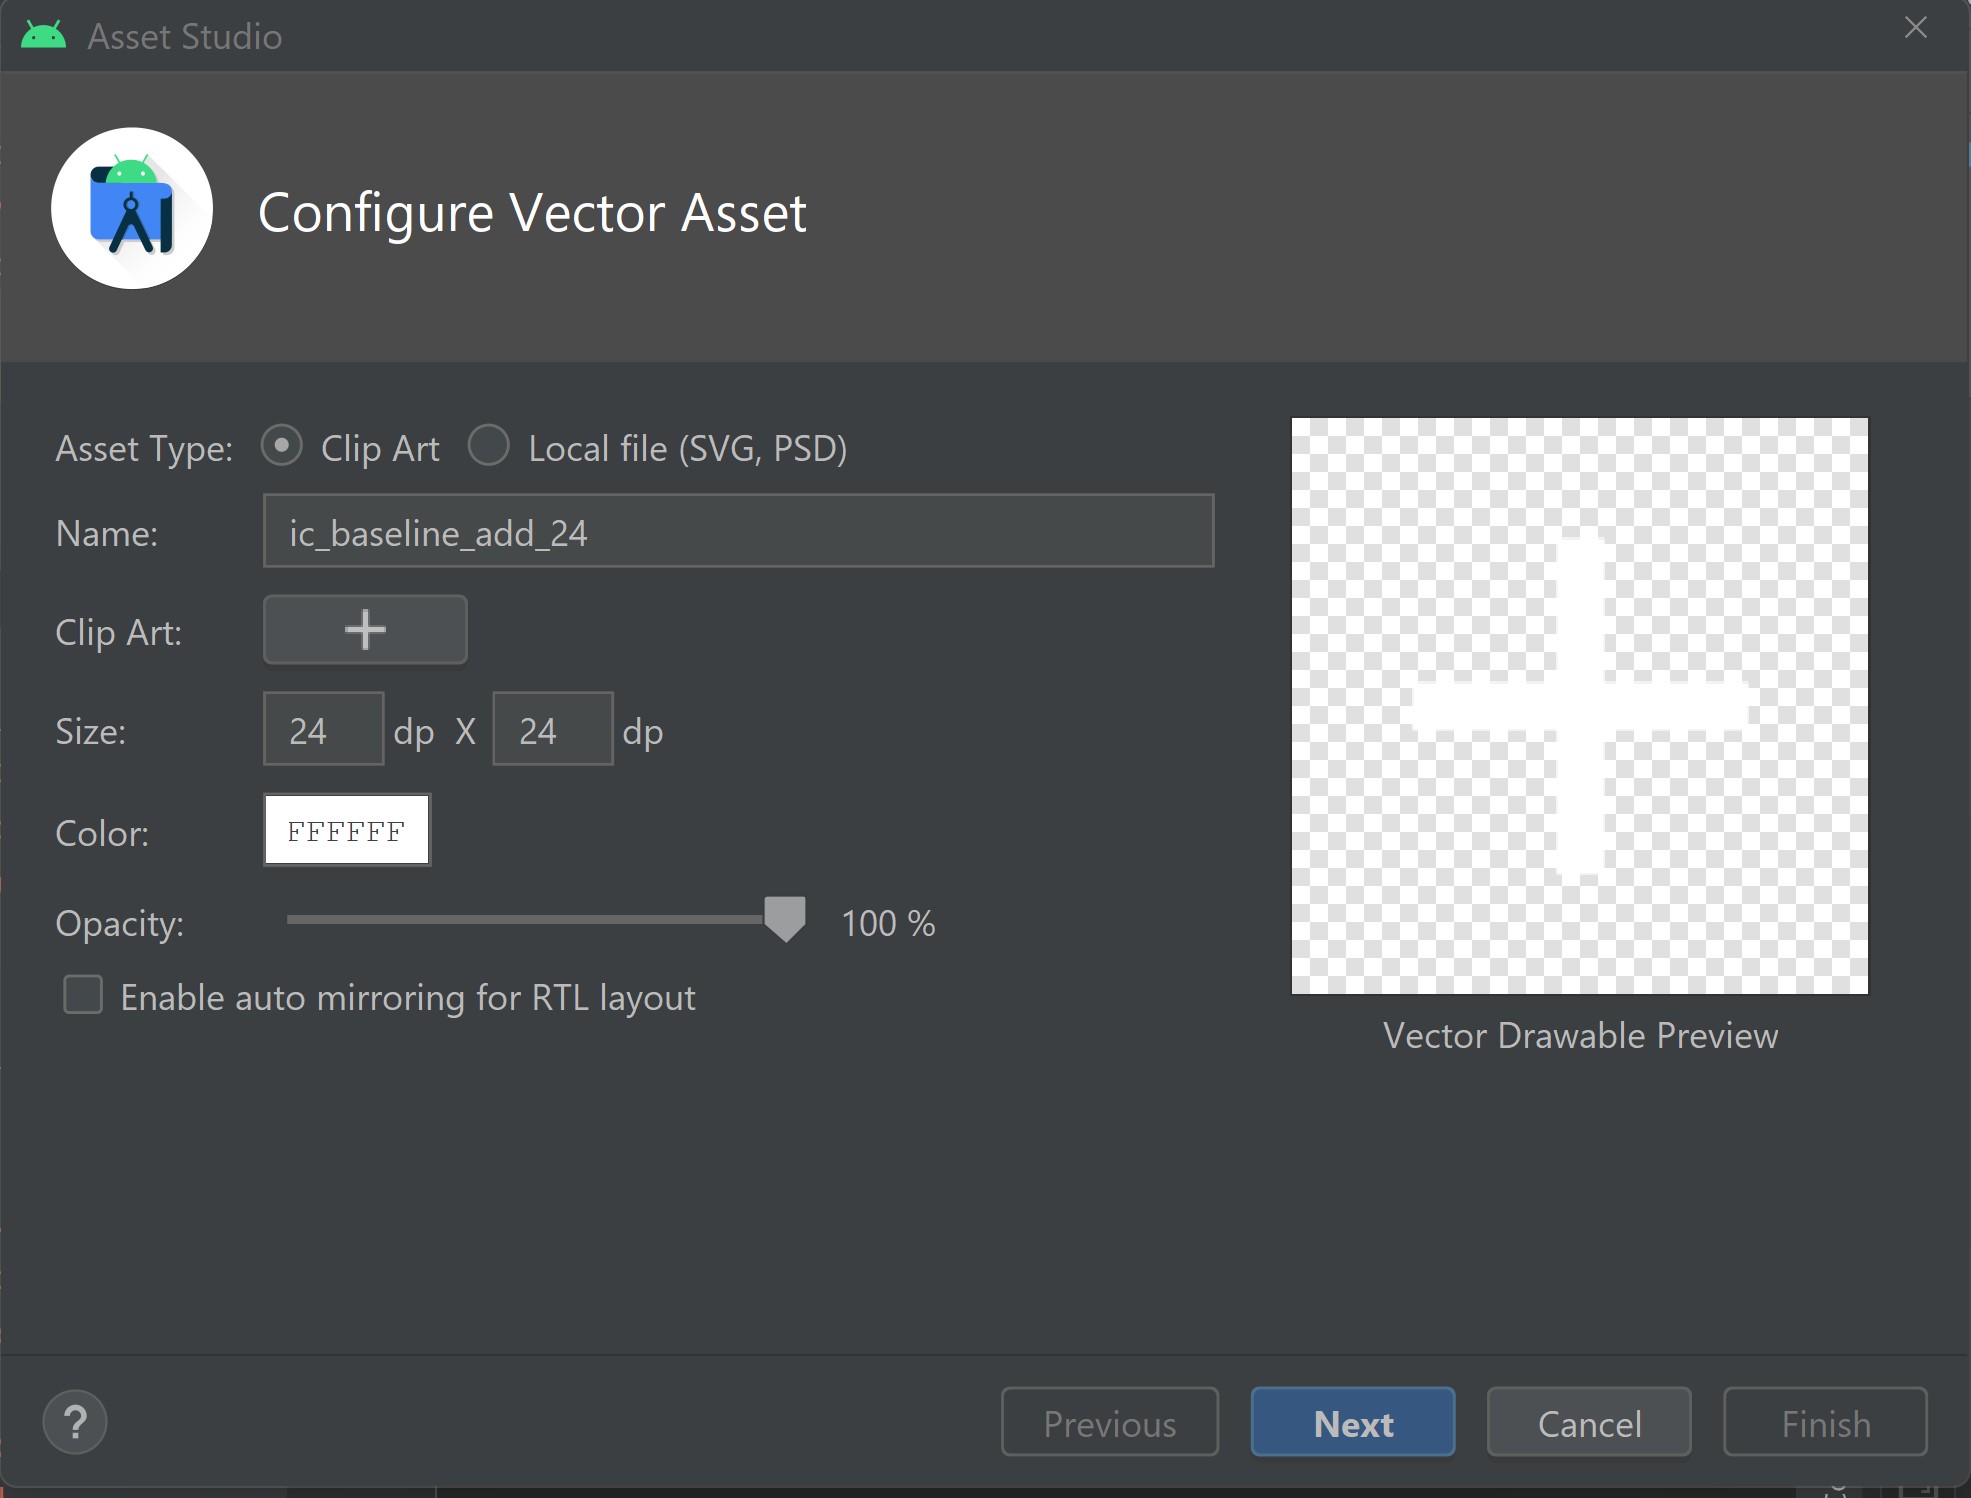 Asset Studio
Configure Vector Asset
Asset Type: Clip Art Local file (SVG, PSD)
Name: ic_baseline_add_24
Clip Art:
Size: 24 dp X 24 dp
Color: FFFFFF
Opacity: 100 %
Enable auto mirroring for RTL layout
Vector Drawable Preview
? Previous Next Cancel Finish